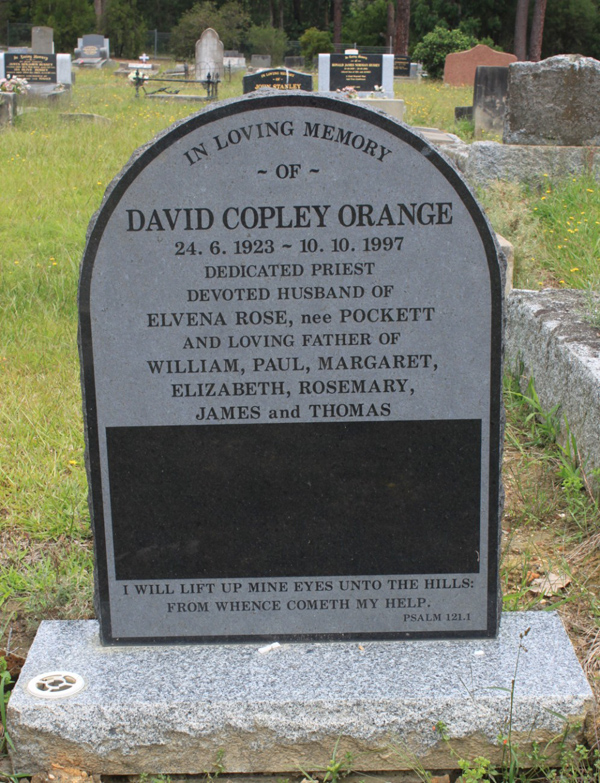 IN LOVING MEMORY
~ OF ~
DAVID COPLEY ORANGE
24. 6. 1923 ~ 10. 10. 1997
DEDICATED PRIEST
DEVOTED HUSBAND OF
ELVENA ROSE, nee POCKETT
AND LOVING FATHER OF
WILLIAM, PAUL, MARGARET,
ELIZABETH, ROSEMARY,
JAMES and THOMAS
I WILL LIFT UP MINE EYES UNTO THE HILLS:
FROM WHENCE COMETH MY HELP.
PSALM 121.1
JOHN STANLEY